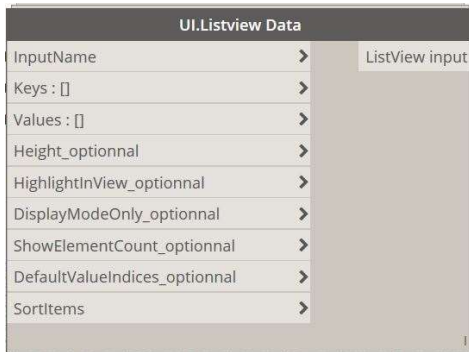 UI.Listview Data
InputName >
ListView input
Keys : [] >
Values : [] >
Height_optionnal >
HighlightInView_optionnal >
DisplayModeOnly_optionnal >
ShowElementCount_optionnal >
DefaultValueIndices_optionnal >
SortItems >